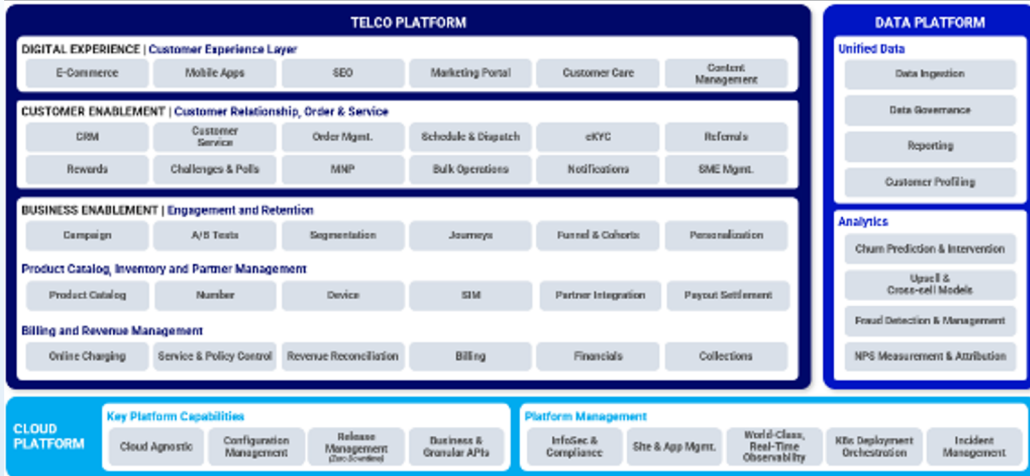 TELCO PLATFORM
DIGITAL EXPERIENCE | Customer Experience Layer
E-Commerce
Mobile Apps
SEO
Marketing Portal
Customer Care
Content
Management
CUSTOMER ENABLEMENT | Customer Relationship, Order & Service
CRM
Customer
Service
Order Mgmt.
Schedule & Dispatch
eKYC
Referrals
Rewards
Challenges & Polls
MNP
Bulk Operations
Notifications
SME Mgmt.
BUSINESS ENABLEMENT | Engagement and Retention
Campaign
A/B Tests
Segmentation
Journeys
Funnel & Cohorts
Personalization
Product Catalog, Inventory and Partner Management
Product Catalog
Number
Device
SIM
Partner Integration
Payout Settlement
Billing and Revenue Management
Online Charging
Service & Policy Control
Revenue Reconciliation
Billing
Financials
Collections
DATA PLATFORM
Unified Data
Data Ingestion
Data Governance
Reporting
Customer Profiling
Analytics
Churn Prediction & Intervention
Upsell &
Cross-sell Models
Fraud Detection & Management
NPS Measurement & Attribution
CLOUD
PLATFORM
Key Platform Capabilities
Cloud Agnostic
Configuration
Management
Release
Management
(Zero Downtime)
Business &
Granular APIs
Platform Management
InfoSec &
Compliance
Site & App Mgmt.
World-Class,
Real-Time
Observability
K8s Deployment
Orchestration
Incident
Management